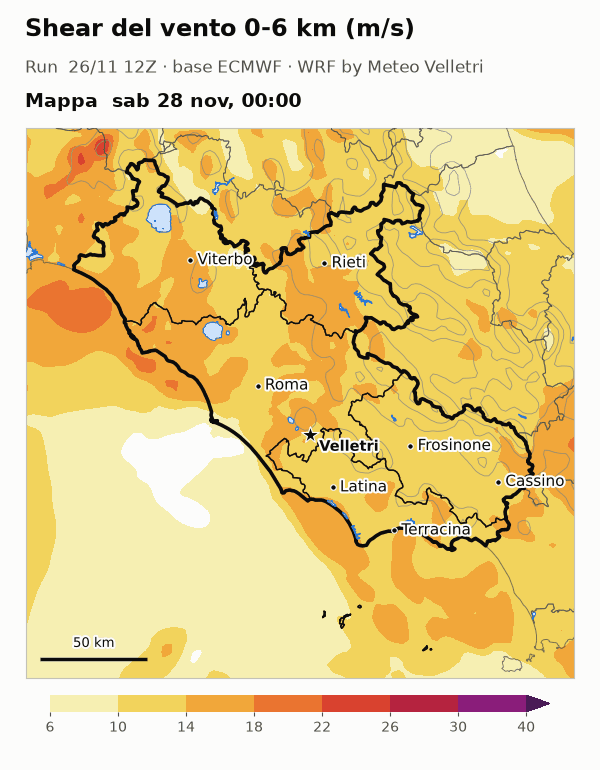 Shear del vento 0-6 km (m/s)
Run  26/11 12Z · base ECMWF · WRF by Meteo Velletri
Mappa  sab 28 nov, 00:00
Viterbo
Rieti
Roma
Velletri
Frosinone
Cassino
Latina
Terracina
50 km
6 10 14 18 22 26 30 40